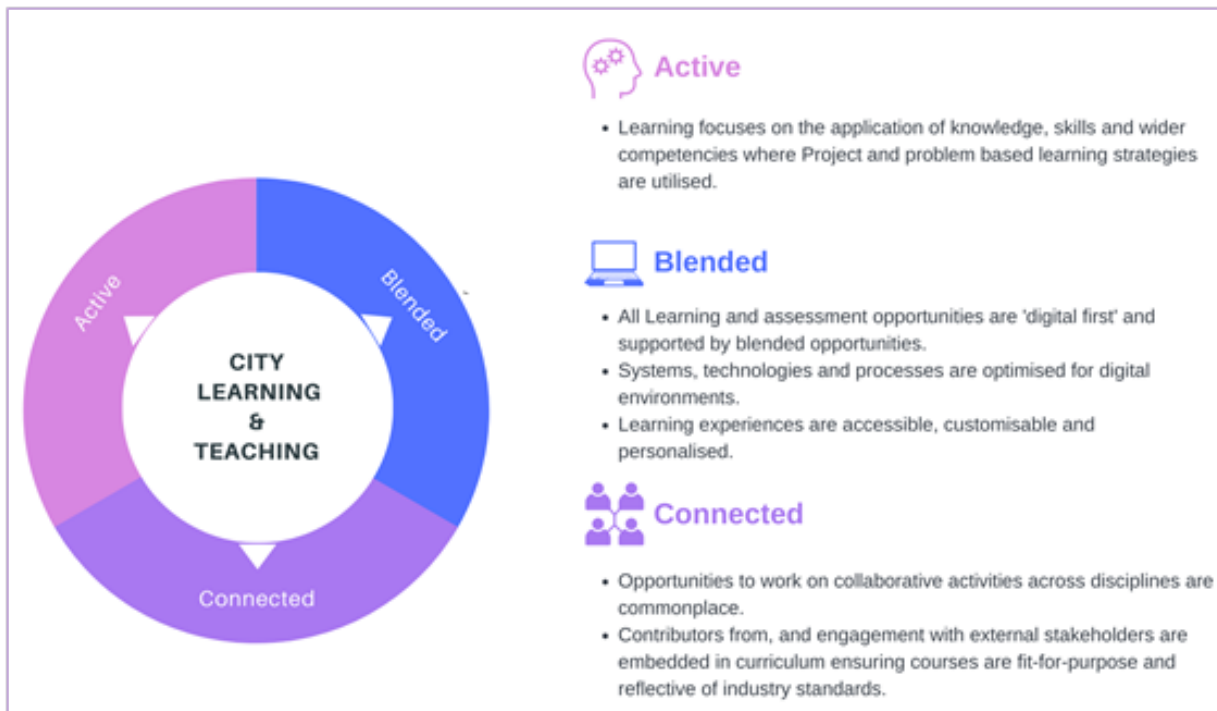 Active
Blended
CITY
LEARNING
&
TEACHING
Connected
Active
• Learning focuses on the application of knowledge, skills and wider
competencies where Project and problem based learning strategies
are utilised.
Blended
• All Learning and assessment opportunities are 'digital first' and
supported by blended opportunities.
• Systems, technologies and processes are optimised for digital
environments.
• Learning experiences are accessible, customisable and
personalised.
Connected
• Opportunities to work on collaborative activities across disciplines are
commonplace.
• Contributors from, and engagement with external stakeholders are
embedded in curriculum ensuring courses are fit-for-purpose and
reflective of industry standards.